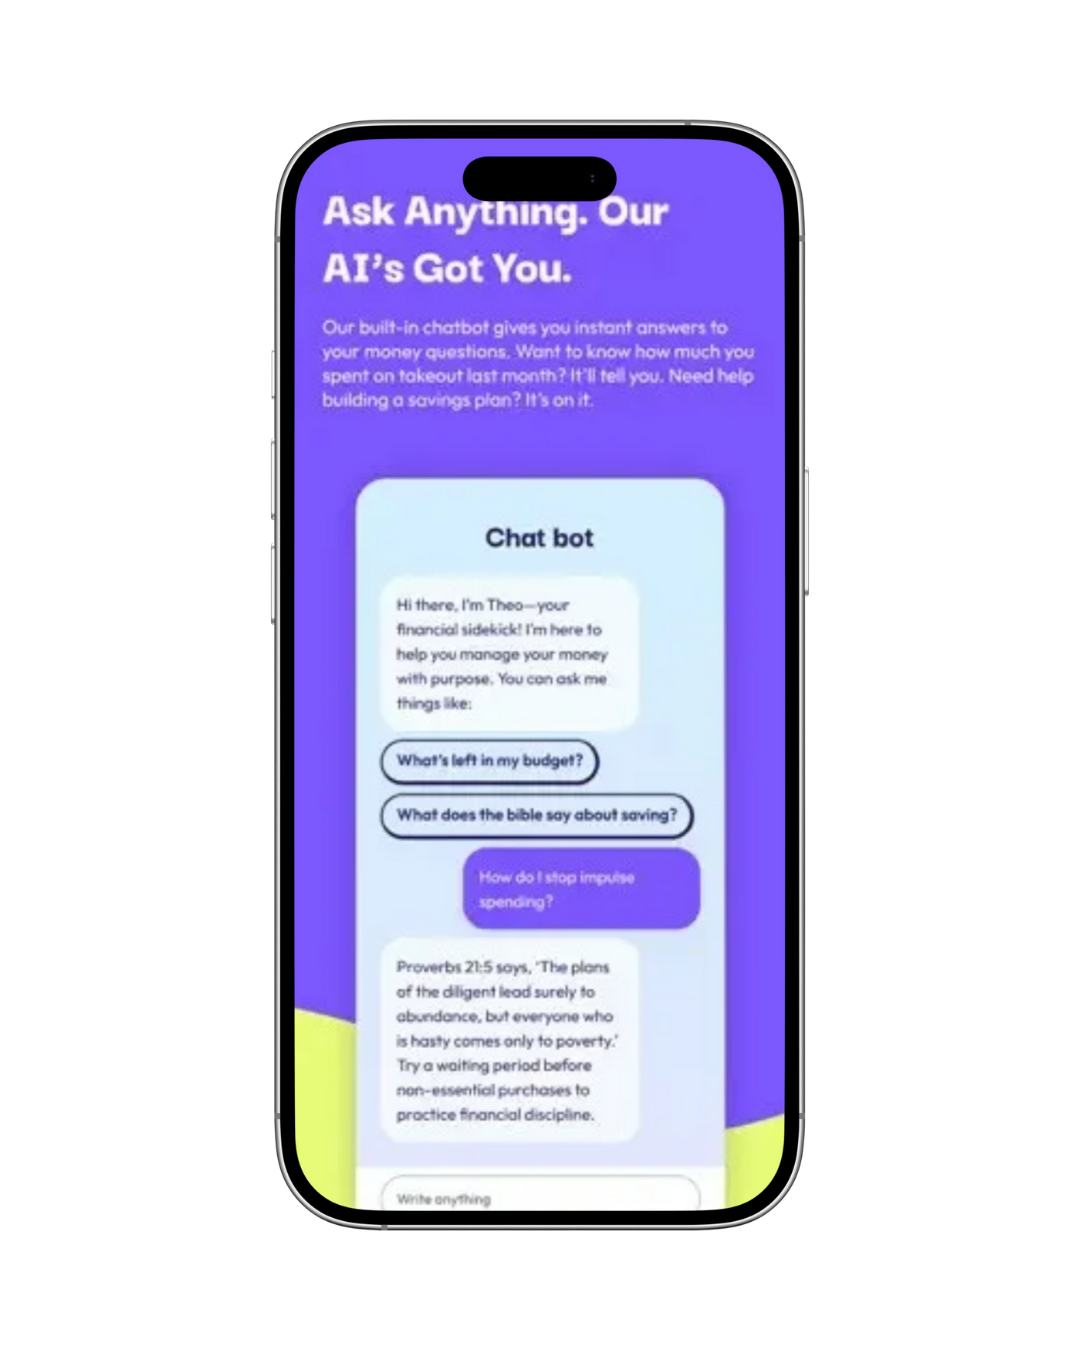 Ask Anything. Our
AI's Got You.
Our built-in chatbot gives you instant answers to
your money questions. Want to know how much you
spent on takeout last month? It'll tell you. Need help
building a savings plan? It's on it.
Chat bot
Hi there, I'm Theo—your
financial sidekick! I'm here to
help you manage your money
with purpose. You can ask me
things like:
What's left in my budget?
What does the bible say about saving?
How do I stop impulse
spending?
Proverbs 21:5 says, 'The plans
of the diligent lead surely to
abundance, but everyone who
is hasty comes only to poverty.'
Try a waiting period before
non-essential purchases to
practice financial discipline.
Write anything